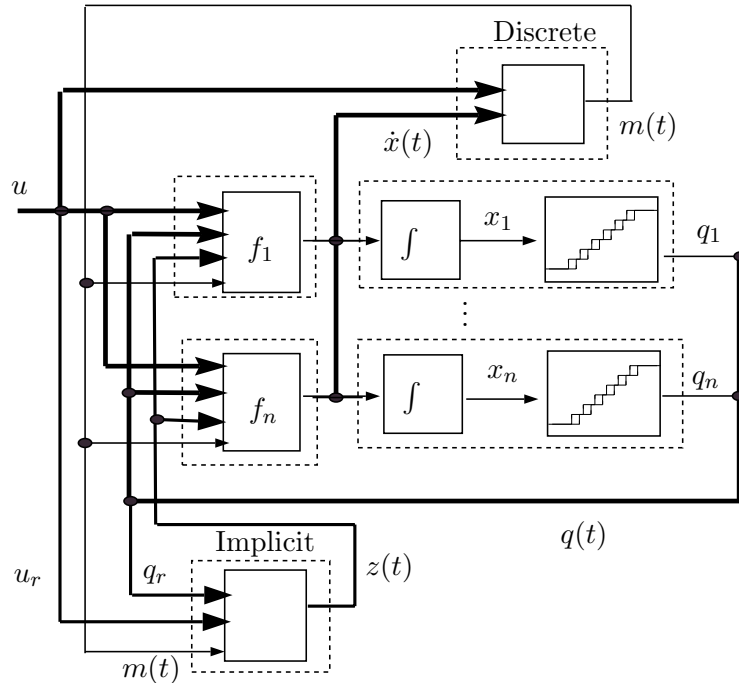 Discrete
m(t)
ẋ(t)
u
f₁
∫
x₁
q₁
⋮
fₙ
∫
xₙ
qₙ
q(t)
Implicit
uᵣ
qᵣ
z(t)
m(t)